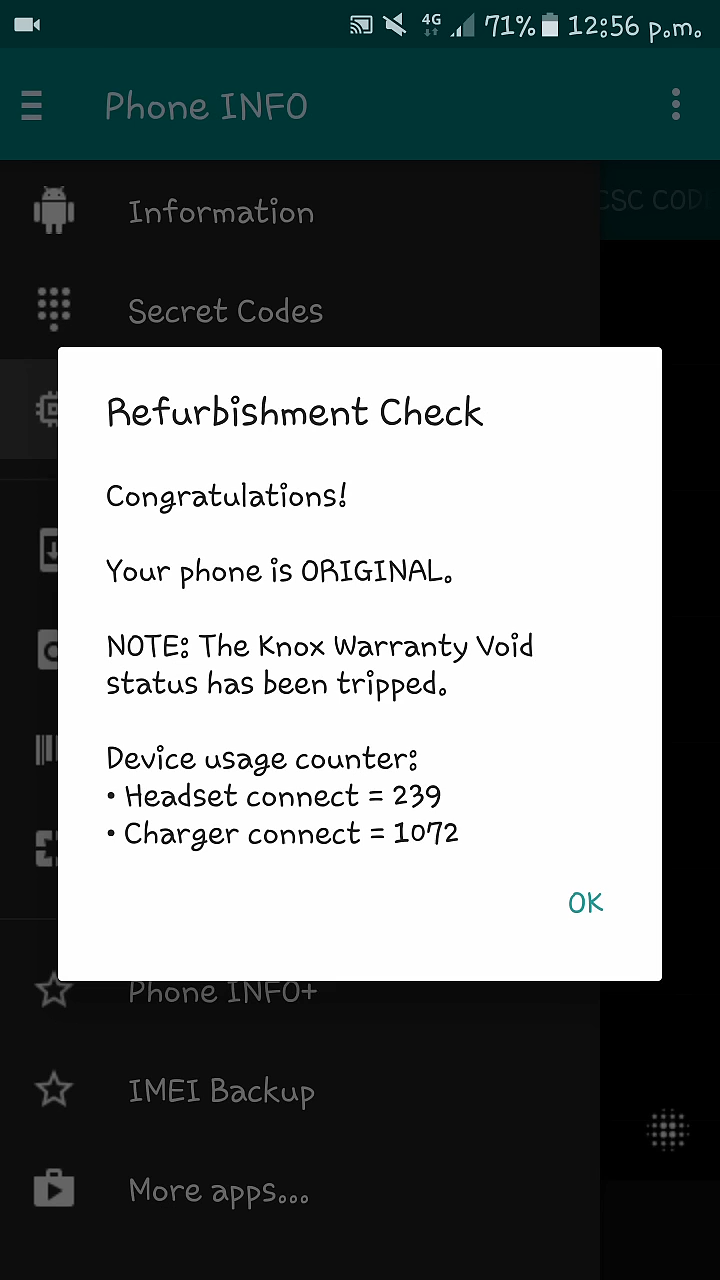 4G 71% 12:56 p.m.
Phone INFO
Information
CSC COD
Secret Codes
Refurbishment Check
Congratulations!
Your phone is ORIGINAL.
NOTE: The Knox Warranty Void
status has been tripped.
Device usage counter:
• Headset connect = 239
• Charger connect = 1072
OK
Phone INFO+
IMEI Backup
More apps...